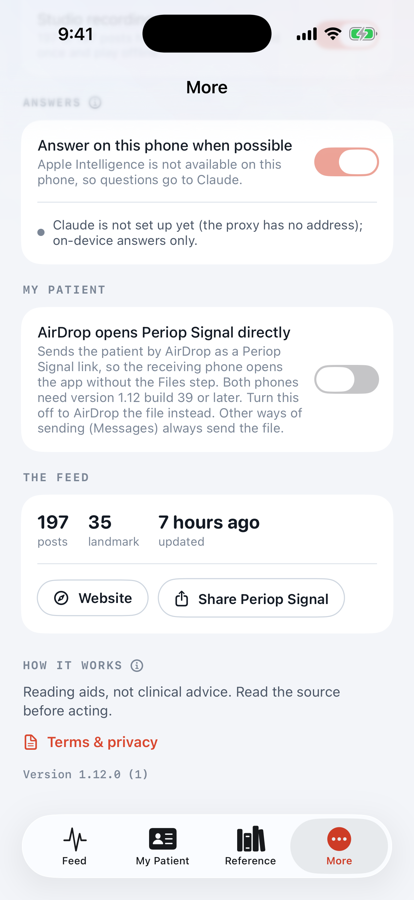 9:41
More
ANSWERS
Answer on this phone when possible
Apple Intelligence is not available on this
phone, so questions go to Claude.
Claude is not set up yet (the proxy has no address);
on-device answers only.
MY PATIENT
AirDrop opens Periop Signal directly
Sends the patient by AirDrop as a Periop
Signal link, so the receiving phone opens
the app without the Files step. Both phones
need version 1.12 build 39 or later. Turn this
off to AirDrop the file instead. Other ways of
sending (Messages) always send the file.
THE FEED
197 35 7 hours ago
posts landmark updated
Website Share Periop Signal
HOW IT WORKS
Reading aids, not clinical advice. Read the source
before acting.
Terms & privacy
Version 1.12.0 (1)
Feed My Patient Reference More